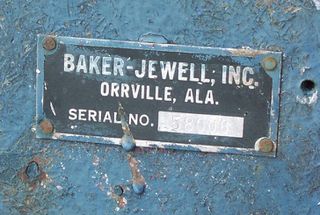 BAKER-JEWELL, INC.
ORRVILLE, ALA.
SERIAL NO.